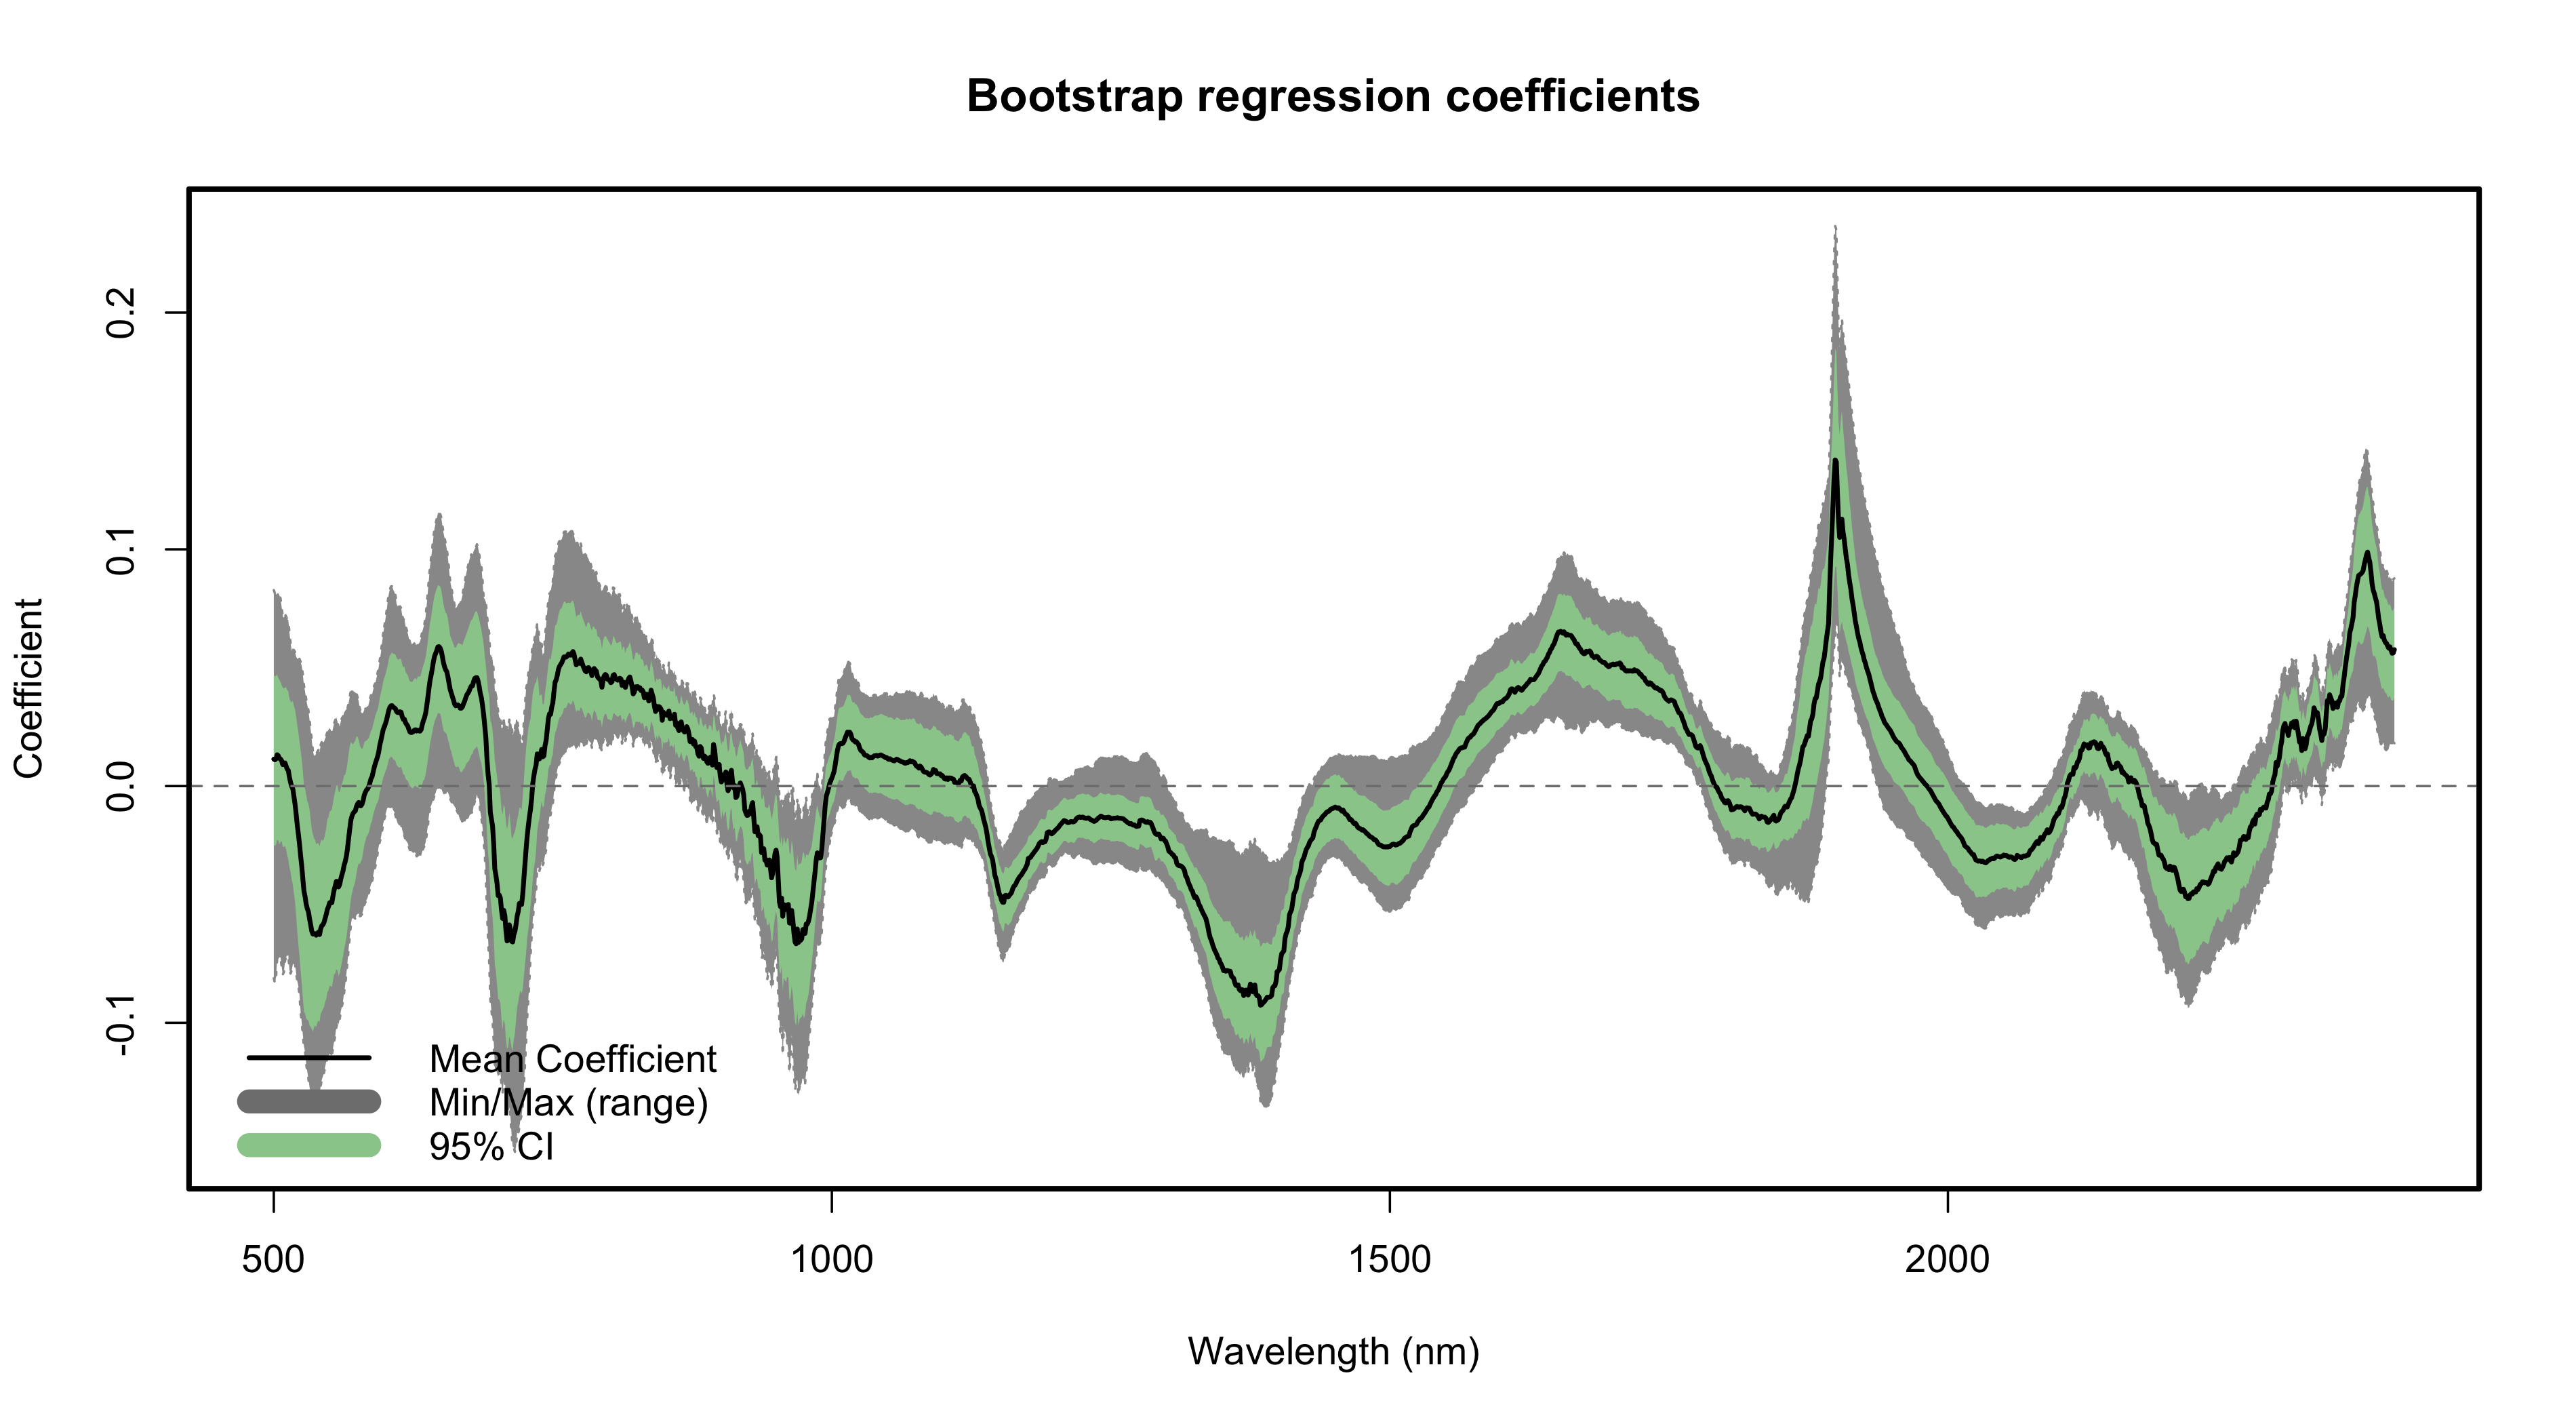 Bootstrap regression coefficients
Coefficient
0.2
0.1
0.0
-0.1
Mean Coefficient
Min/Max (range)
95% CI
500 1000 1500 2000
Wavelength (nm)